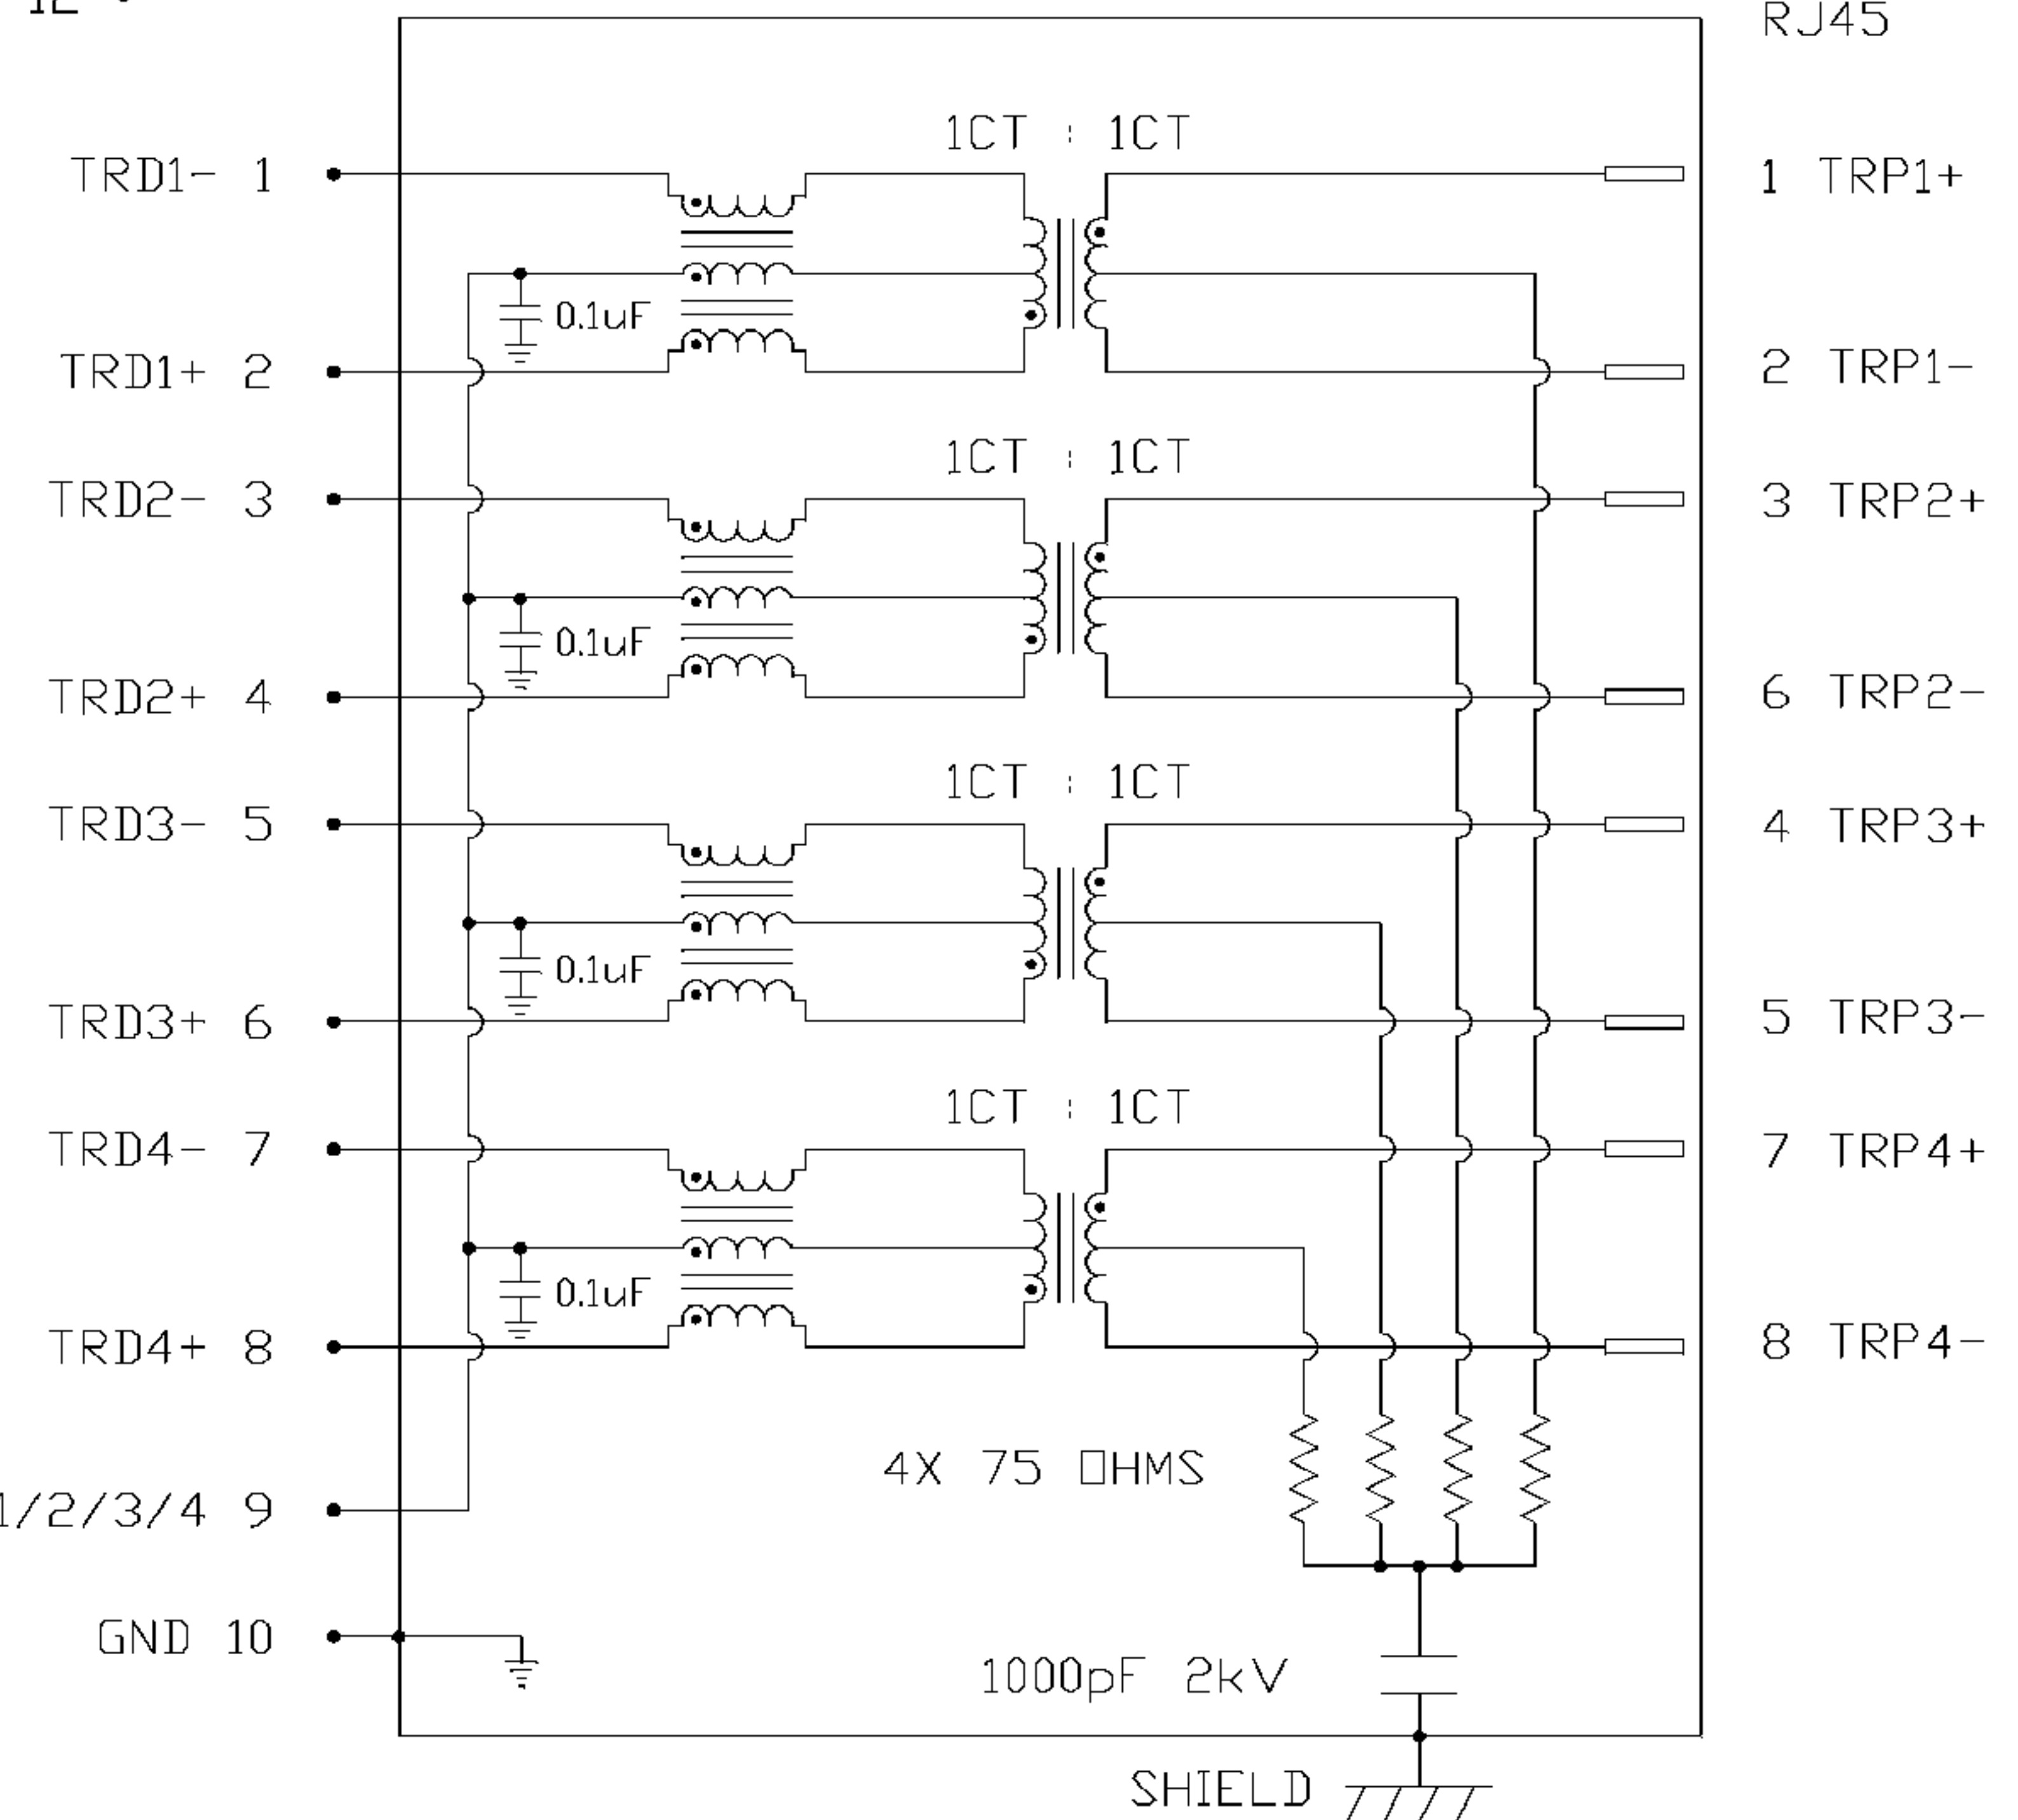 RJ45
1CT : 1CT
TRD1- 1
1 TRP1+
0.1uF
TRD1+ 2
2 TRP1-
1CT : 1CT
TRD2- 3
3 TRP2+
0.1uF
TRD2+ 4
6 TRP2-
1CT : 1CT
TRD3- 5
4 TRP3+
0.1uF
TRD3+ 6
5 TRP3-
1CT : 1CT
TRD4- 7
7 TRP4+
0.1uF
TRD4+ 8
8 TRP4-
4X 75 OHMS
1/2/3/4 9
GND 10
1000pF 2kV
SHIELD